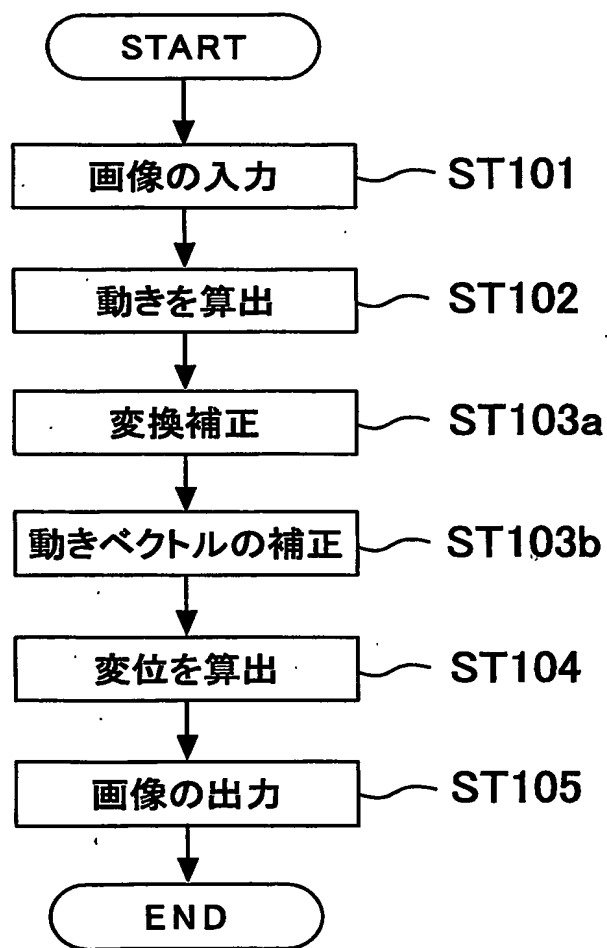 START
画像の入力 ST101
動きを算出 ST102
変換補正 ST103a
動きベクトルの補正 ST103b
変位を算出 ST104
画像の出力 ST105
END